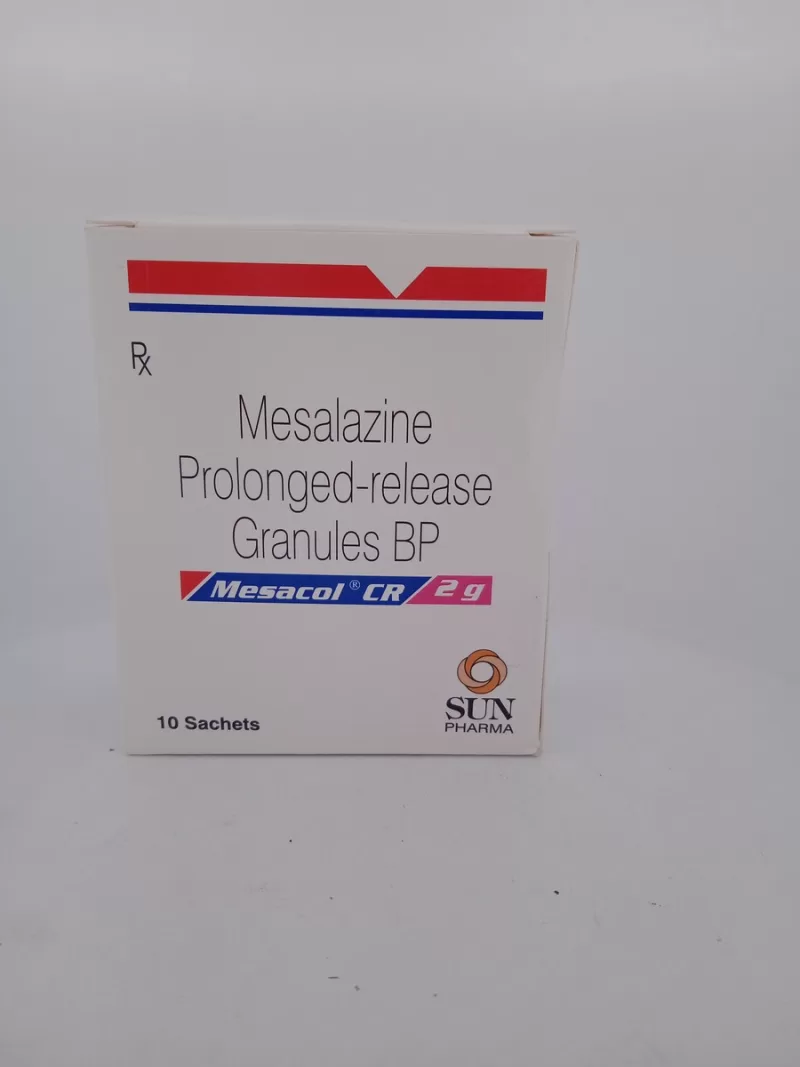 Rx
Mesalazine
Prolonged-release
Granules BP
Mesacol® CR 2 g
10 Sachets
SUN
PHARMA